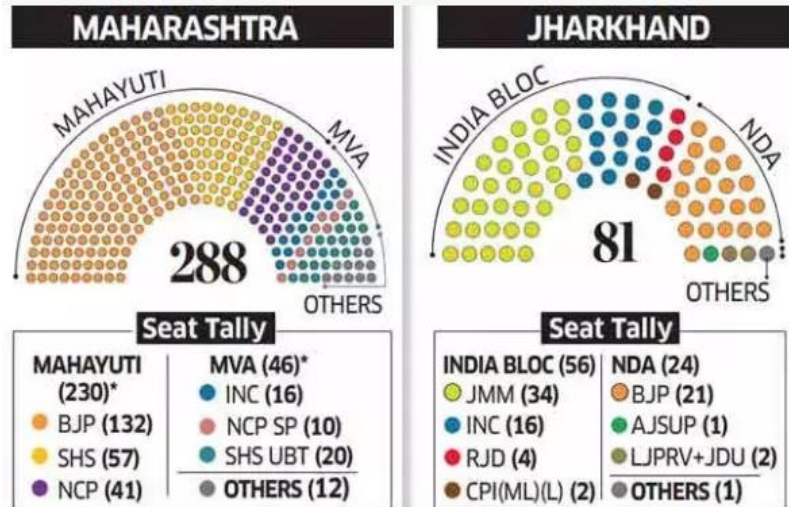 MAHARASHTRA
MAHAYUTI
MVA
288
OTHERS
Seat Tally
MAHAYUTI
(230)*
BJP (132)
SHS (57)
NCP (41)
MVA (46)*
INC (16)
NCP SP (10)
SHS UBT (20)
OTHERS (12)
JHARKHAND
INDIA BLOC
NDA
81
OTHERS
Seat Tally
INDIA BLOC (56)
JMM (34)
INC (16)
RJD (4)
CPI(ML)(L) (2)
NDA (24)
BJP (21)
AJSUP (1)
LJPRV+JDU (2)
OTHERS (1)